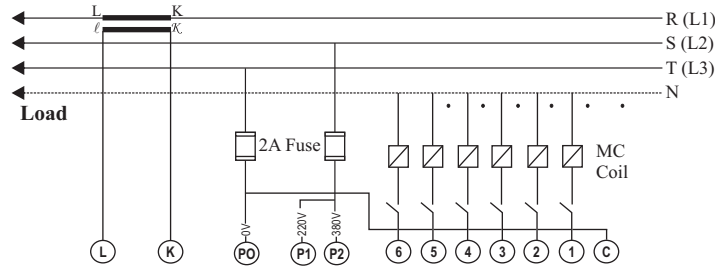 L K R (L1)
ℓ 𝒦 S (L2)
T (L3)
N
Load
2A Fuse
MC
Coil
0V 220V 380V
L K PO P1 P2 6 5 4 3 2 1 C